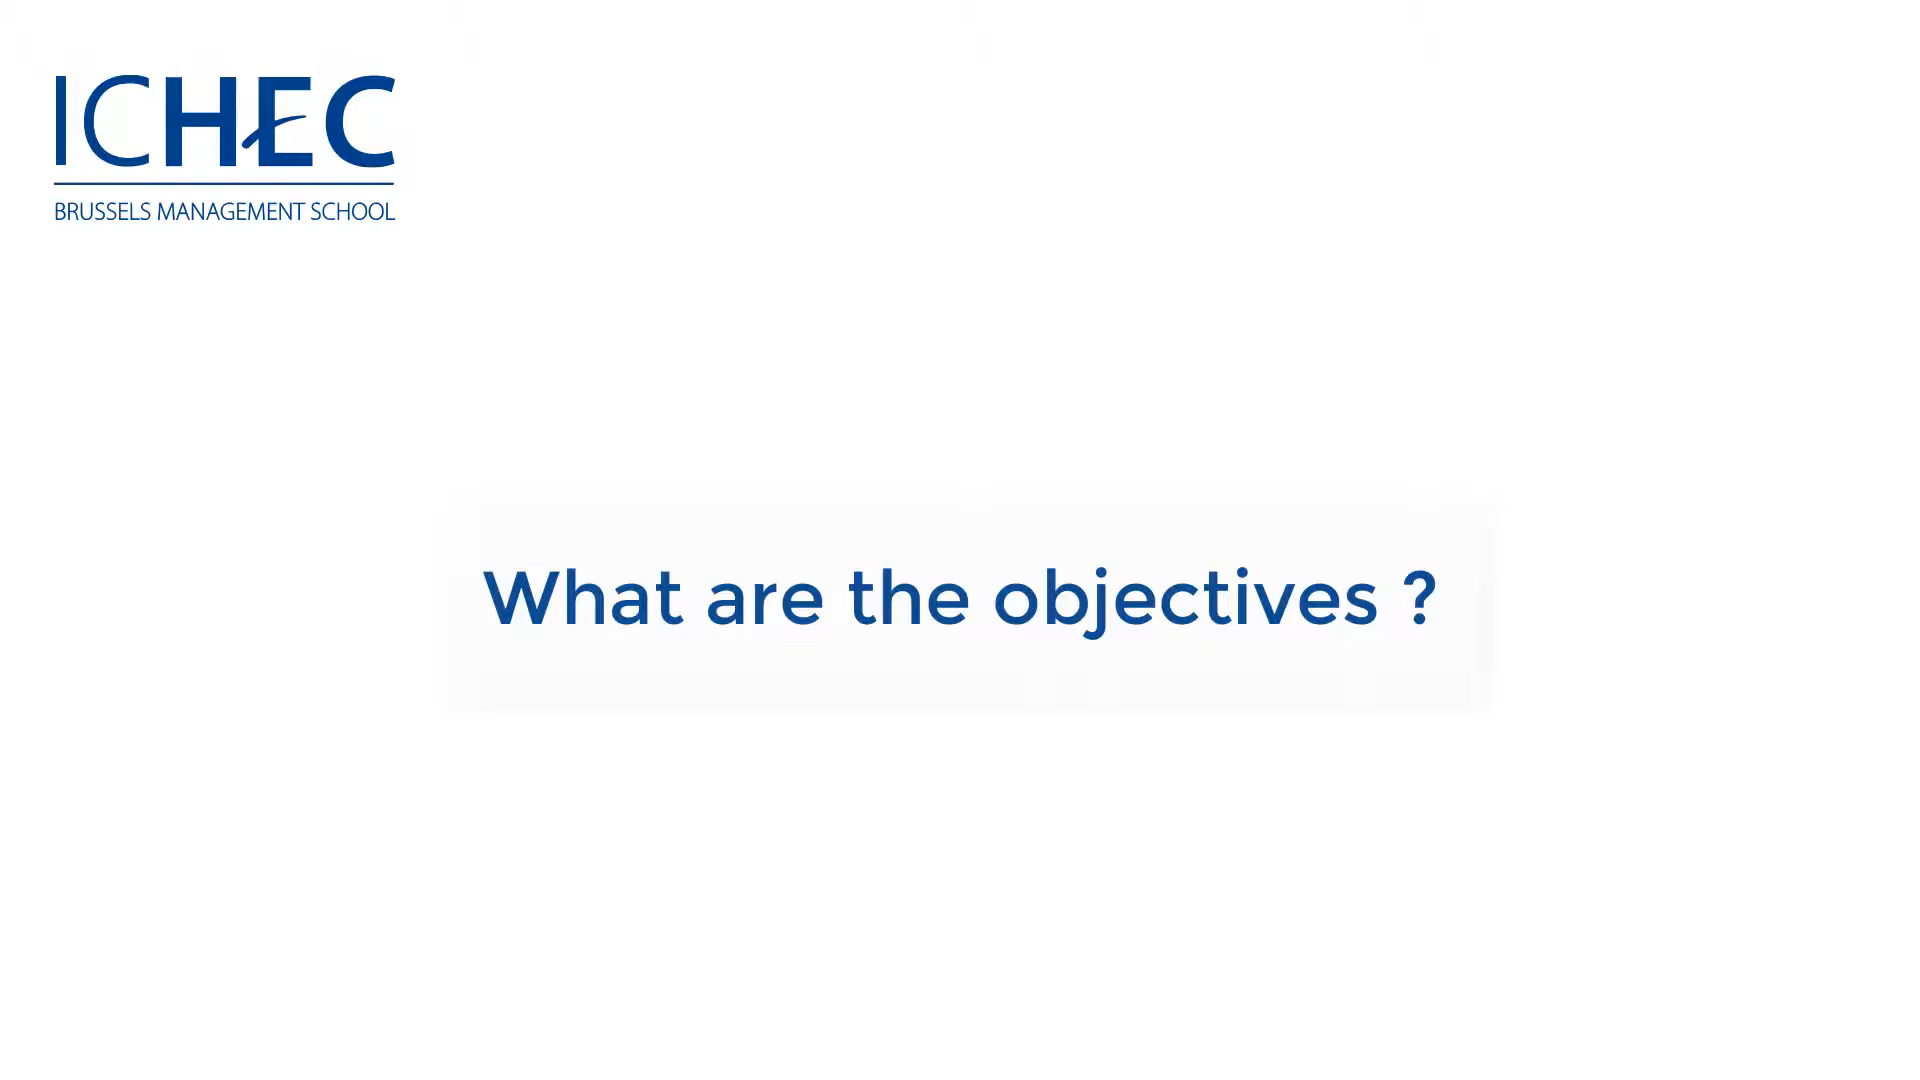 ICHEC
BRUSSELS MANAGEMENT SCHOOL
What are the objectives ?